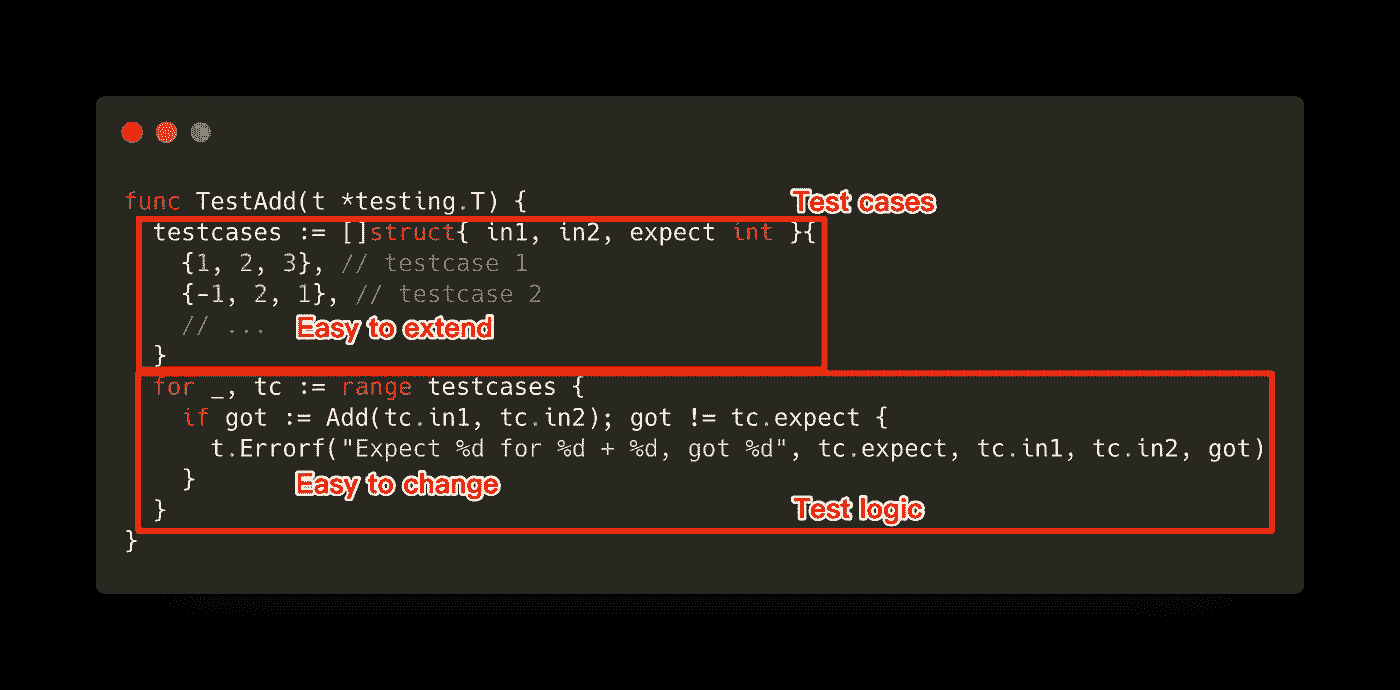 func TestAdd(t *testing.T) {
Test cases
testcases := []struct{ in1, in2, expect int }{
{1, 2, 3}, // testcase 1
{-1, 2, 1}, // testcase 2
// ...
Easy to extend
}
for _, tc := range testcases {
if got := Add(tc.in1, tc.in2); got != tc.expect {
t.Errorf("Expect %d for %d + %d, got %d", tc.expect, tc.in1, tc.in2, got)
}
Easy to change
}
Test logic
}